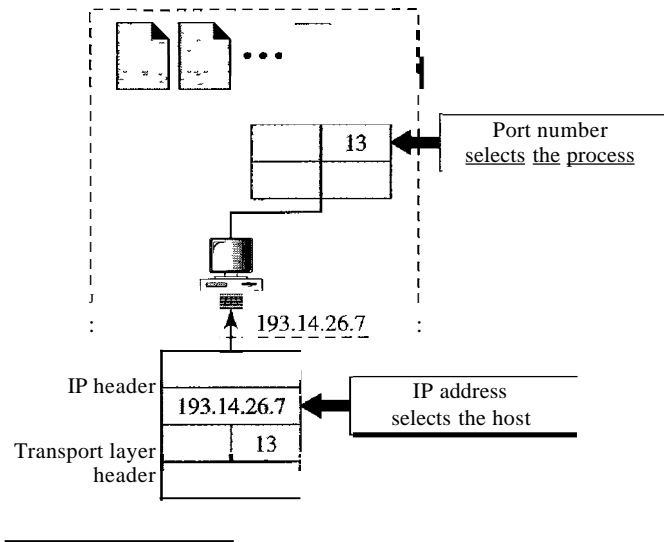 13
Port number
selects the process
193.14.26.7
IP header
193.14.26.7
IP address
selects the host
Transport layer
header
13